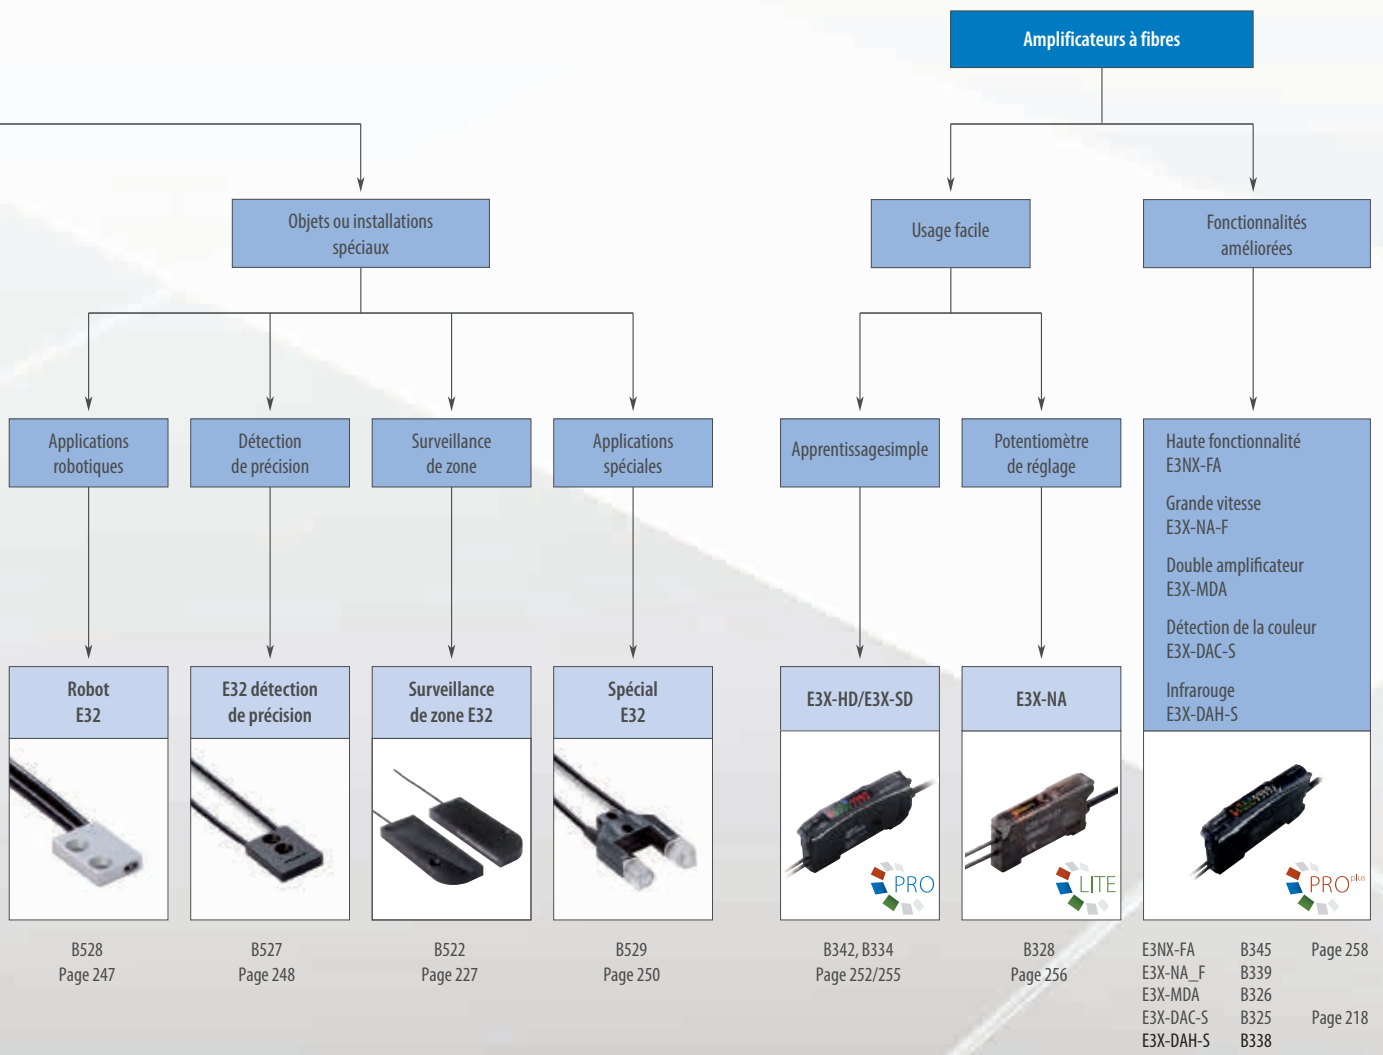 Amplificateurs à fibres
Objets ou installations
spéciaux
Usage facile
Fonctionnalités
améliorées
Applications
robotiques
Détection
de précision
Surveillance
de zone
Applications
spéciales
Apprentissagesimple
Potentiomètre
de réglage
Haute fonctionnalité
E3NX-FA
Grande vitesse
E3X-NA-F
Double amplificateur
E3X-MDA
Détection de la couleur
E3X-DAC-S
Infrarouge
E3X-DAH-S
Robot
E32
E32 détection
de précision
Surveillance
de zone E32
Spécial
E32
E3X-HD/E3X-SD
E3X-NA
PRO
LITE
PRO plus
B528
Page 247
B527
Page 248
B522
Page 227
B529
Page 250
B342, B334
Page 252/255
B328
Page 256
E3NX-FA B345 Page 258
E3X-NA_F B339
E3X-MDA B326
E3X-DAC-S B325 Page 218
E3X-DAH-S B338